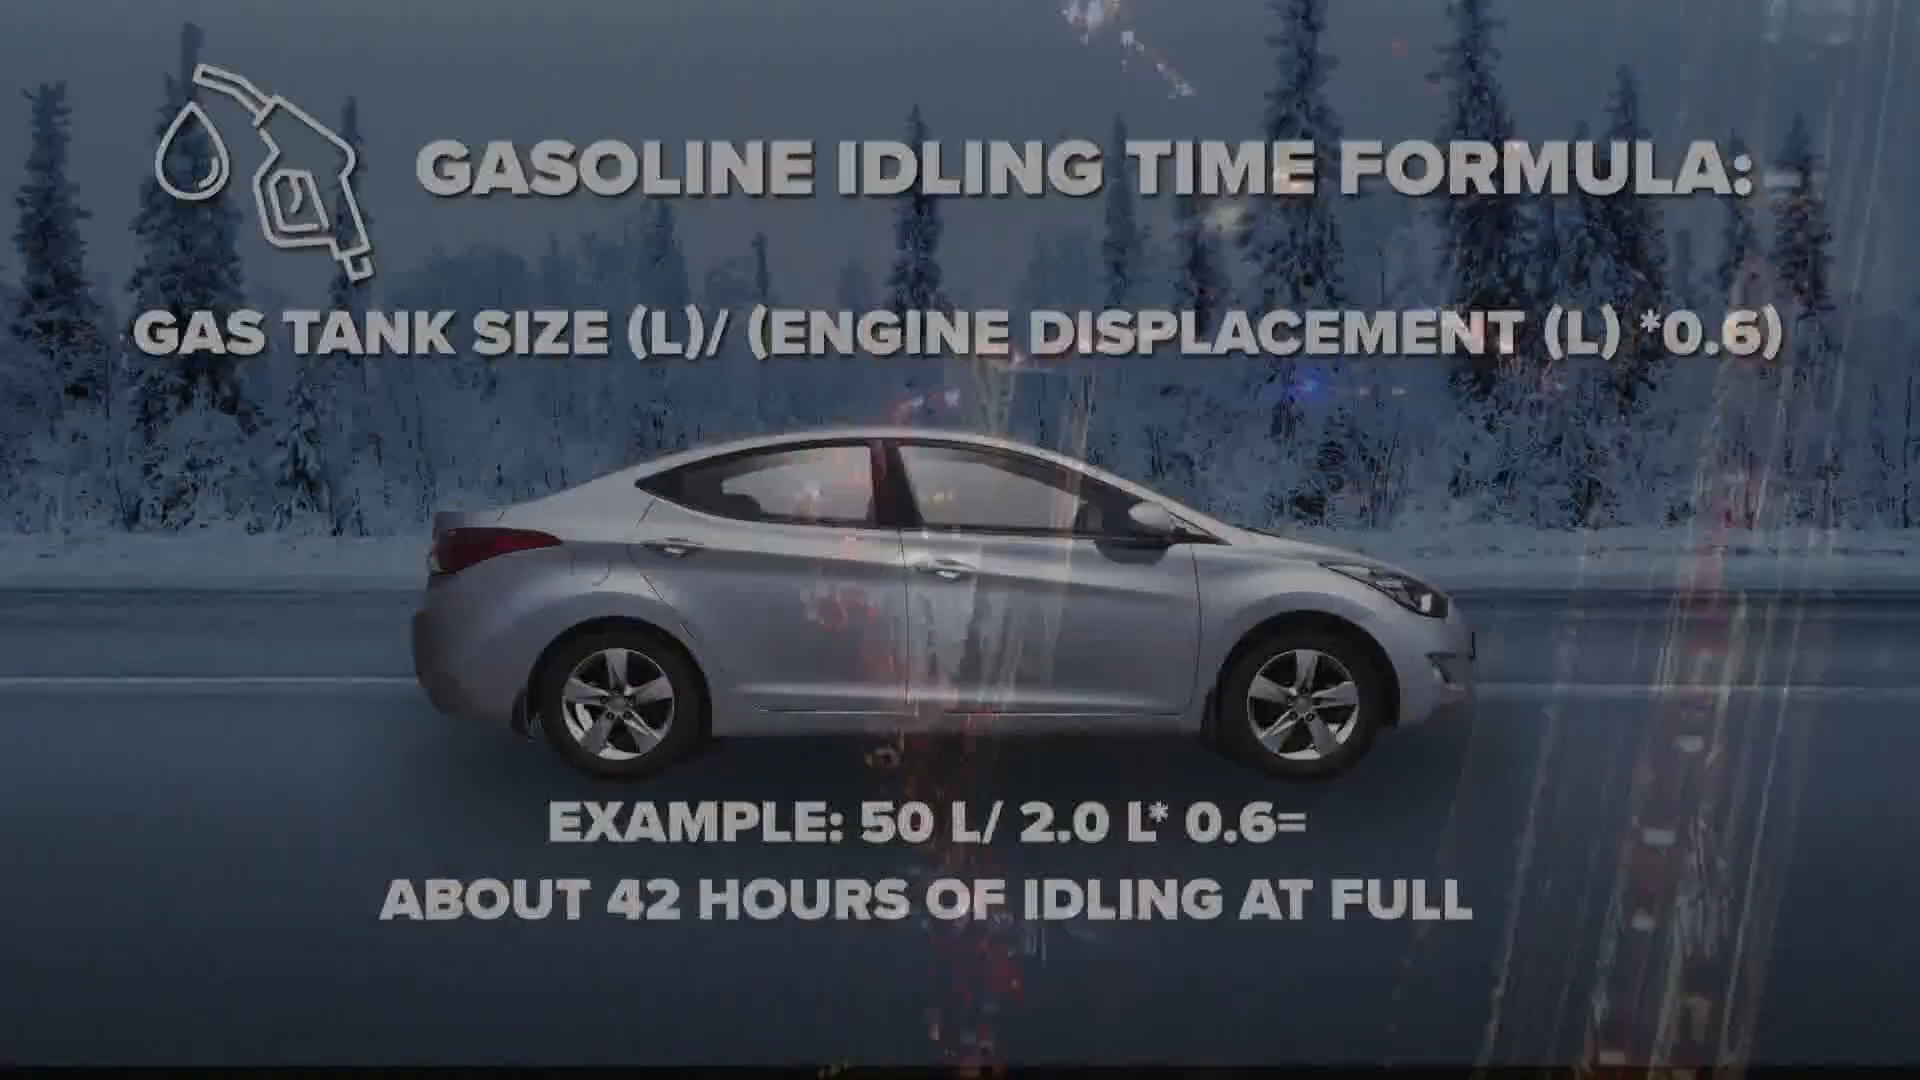 GASOLINE IDLING TIME FORMULA:
GAS TANK SIZE (L)/ (ENGINE DISPLACEMENT (L) *0.6)
EXAMPLE: 50 L/ 2.0 L* 0.6=
ABOUT 42 HOURS OF IDLING AT FULL